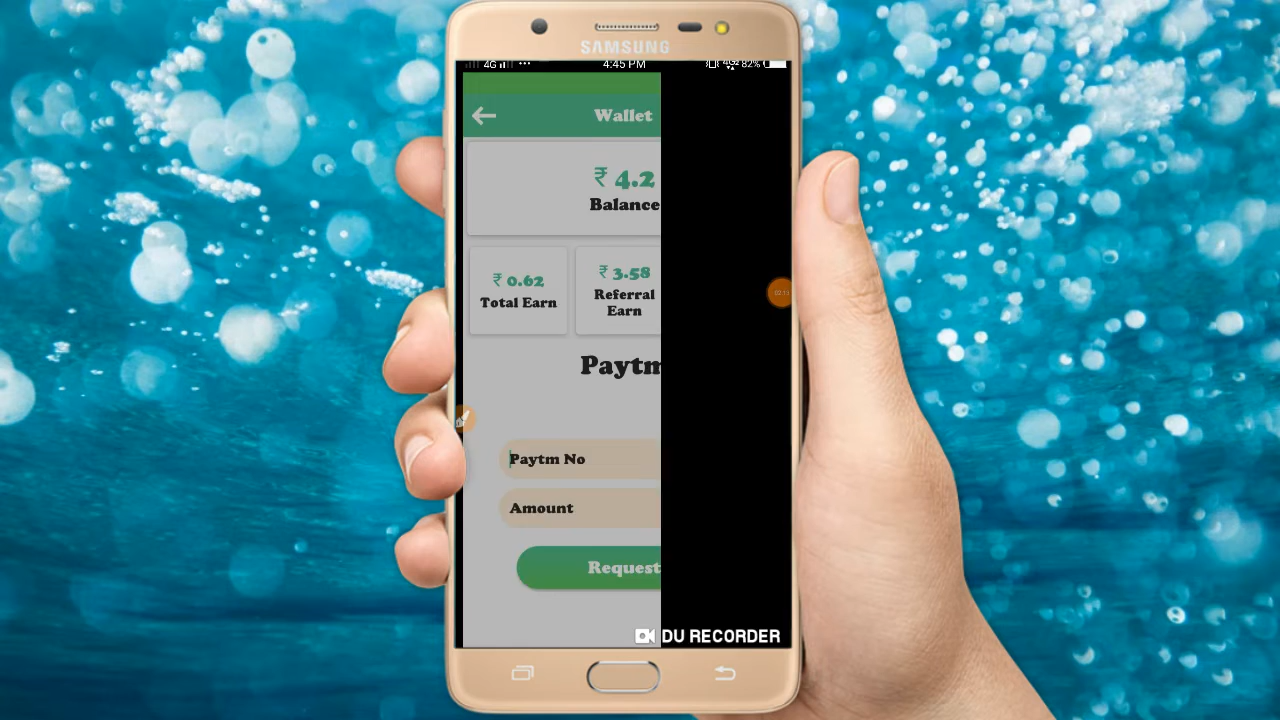 SAMSUNG
4G
4:45 PM
82%
Wallet
₹ 4.2
Balance
₹ 0.62
₹ 3.58
Total Earn
Referral
Earn
Paytm
Paytm No
Amount
Request
DU RECORDER